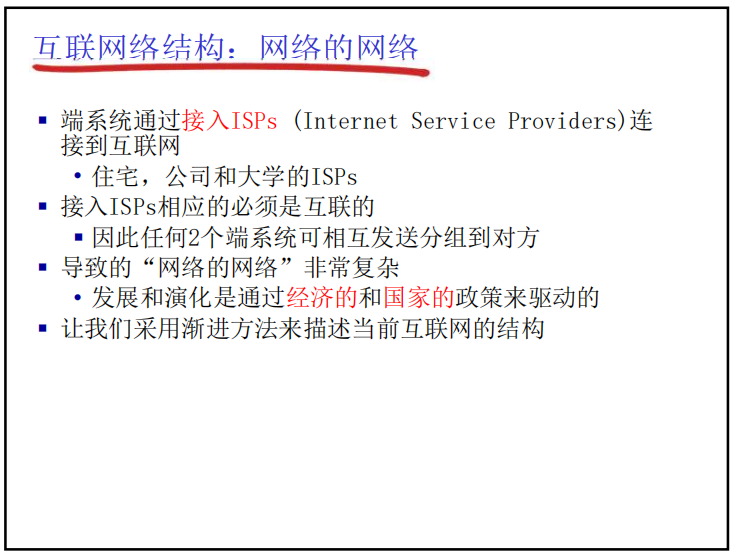 互联网络结构：网络的网络
▪ 端系统通过接入ISPs (Internet Service Providers)连
接到互联网
• 住宅，公司和大学的ISPs
▪ 接入ISPs相应的必须是互联的
▪ 因此任何2个端系统可相互发送分组到对方
▪ 导致的“网络的网络”非常复杂
• 发展和演化是通过经济的和国家的政策来驱动的
▪ 让我们采用渐进方法来描述当前互联网的结构